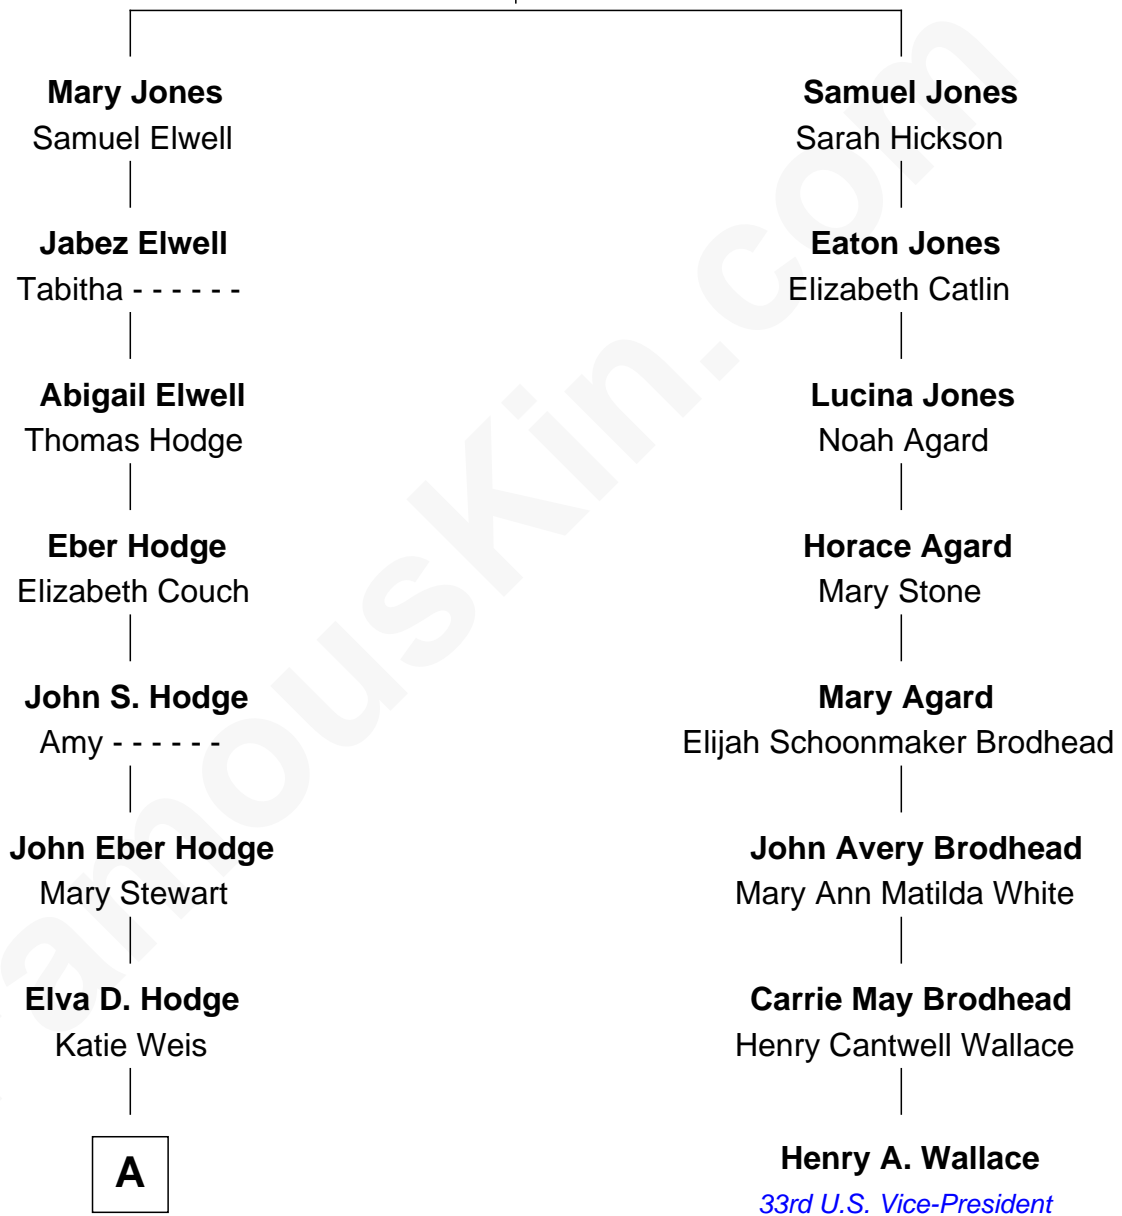 Mary Jones
Samuel Elwell
Samuel Jones
Sarah Hickson
Jabez Elwell
Tabitha - - - - - -
Eaton Jones
Elizabeth Catlin
Abigail Elwell
Thomas Hodge
Lucina Jones
Noah Agard
Eber Hodge
Elizabeth Couch
Horace Agard
Mary Stone
John S. Hodge
Amy - - - - - -
Mary Agard
Elijah Schoonmaker Brodhead
John Eber Hodge
Mary Stewart
John Avery Brodhead
Mary Ann Matilda White
Elva D. Hodge
Katie Weis
Carrie May Brodhead
Henry Cantwell Wallace
A
Henry A. Wallace
33rd U.S. Vice-President
amousKin.com